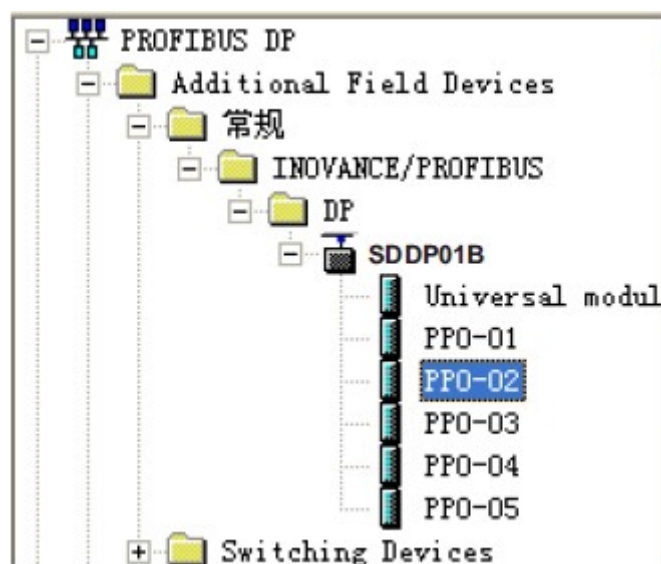 PROFIBUS DP
Additional Field Devices
常规
INOVANCE/PROFIBUS
DP
SDDP01B
Universal modul
PPO-01
PPO-02
PPO-03
PPO-04
PPO-05
Switching Devices